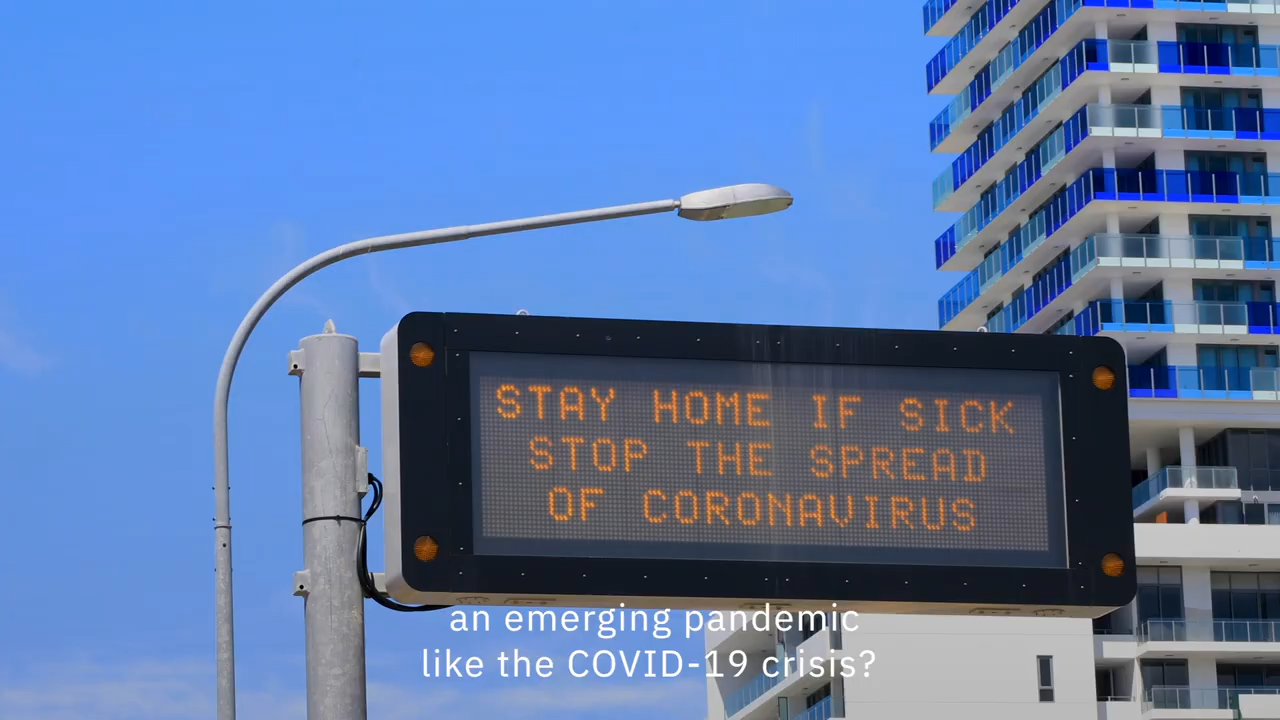 STAY HOME IF SICK
STOP THE SPREAD
OF CORONAVIRUS
an emerging pandemic
like the COVID-19 crisis?